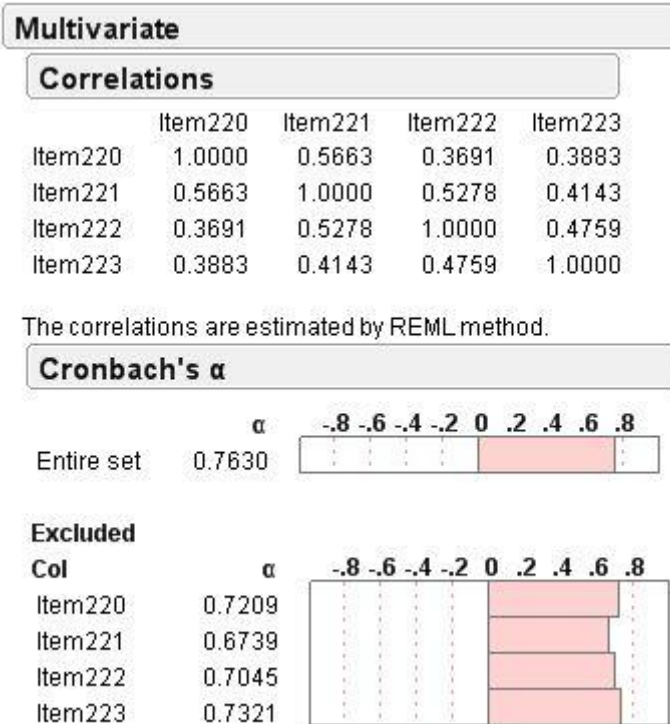 Multivariate
Correlations
Item220 Item221 Item222 Item223
Item220 1.0000 0.5663 0.3691 0.3883
Item221 0.5663 1.0000 0.5278 0.4143
Item222 0.3691 0.5278 1.0000 0.4759
Item223 0.3883 0.4143 0.4759 1.0000
The correlations are estimated by REML method.
Cronbach's α
α -.8 -.6 -.4 -.2 0 .2 .4 .6 .8
Entire set 0.7630
Excluded
Col α -.8 -.6 -.4 -.2 0 .2 .4 .6 .8
Item220 0.7209
Item221 0.6739
Item222 0.7045
Item223 0.7321